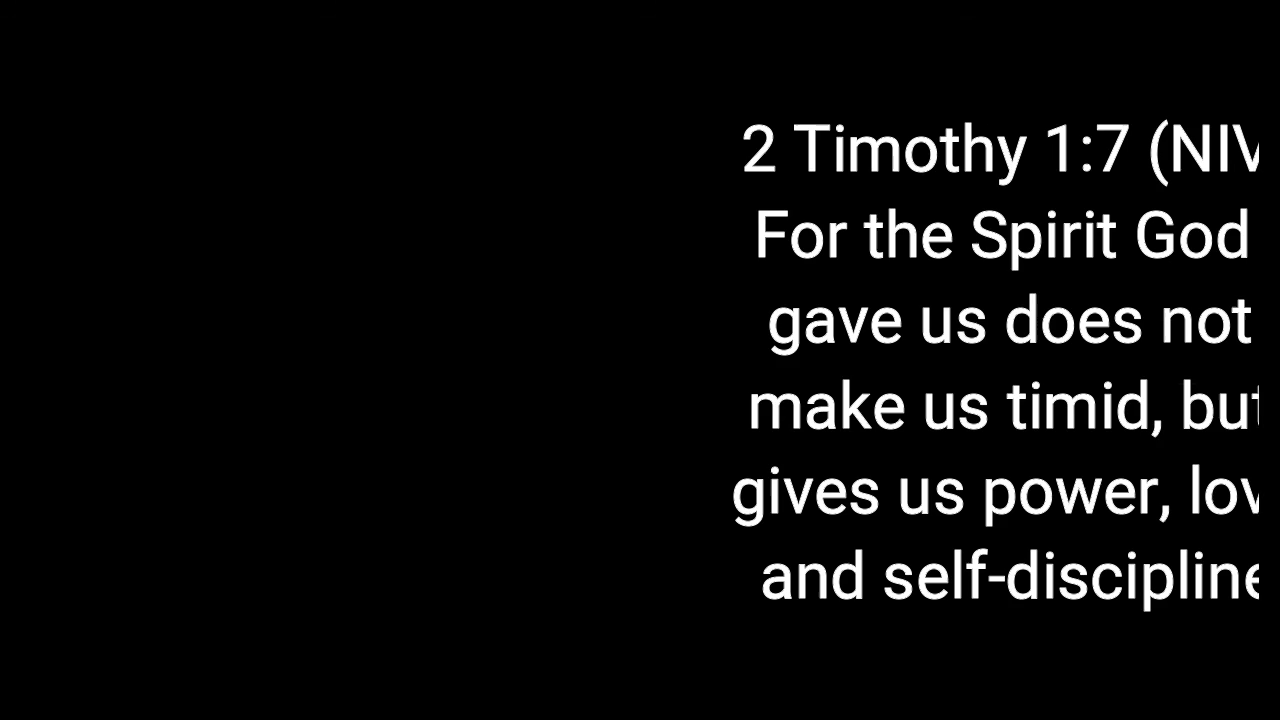 2 Timothy 1:7 (NIV
For the Spirit God
gave us does not
make us timid, but
gives us power, lov
and self-discipline